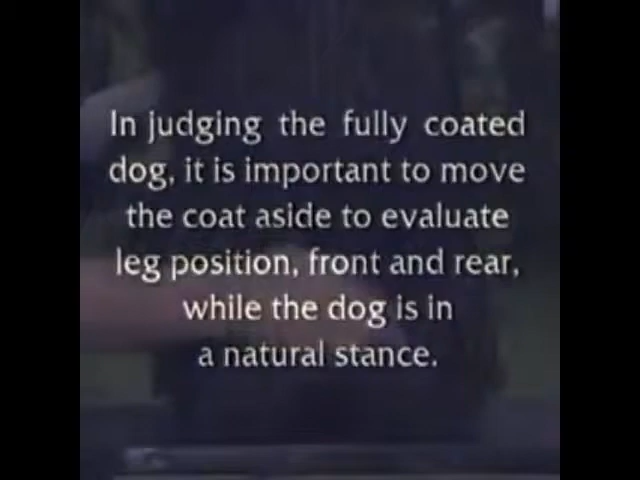 In judging the fully coated
dog, it is important to move
the coat aside to evaluate
leg position, front and rear,
while the dog is in
a natural stance.